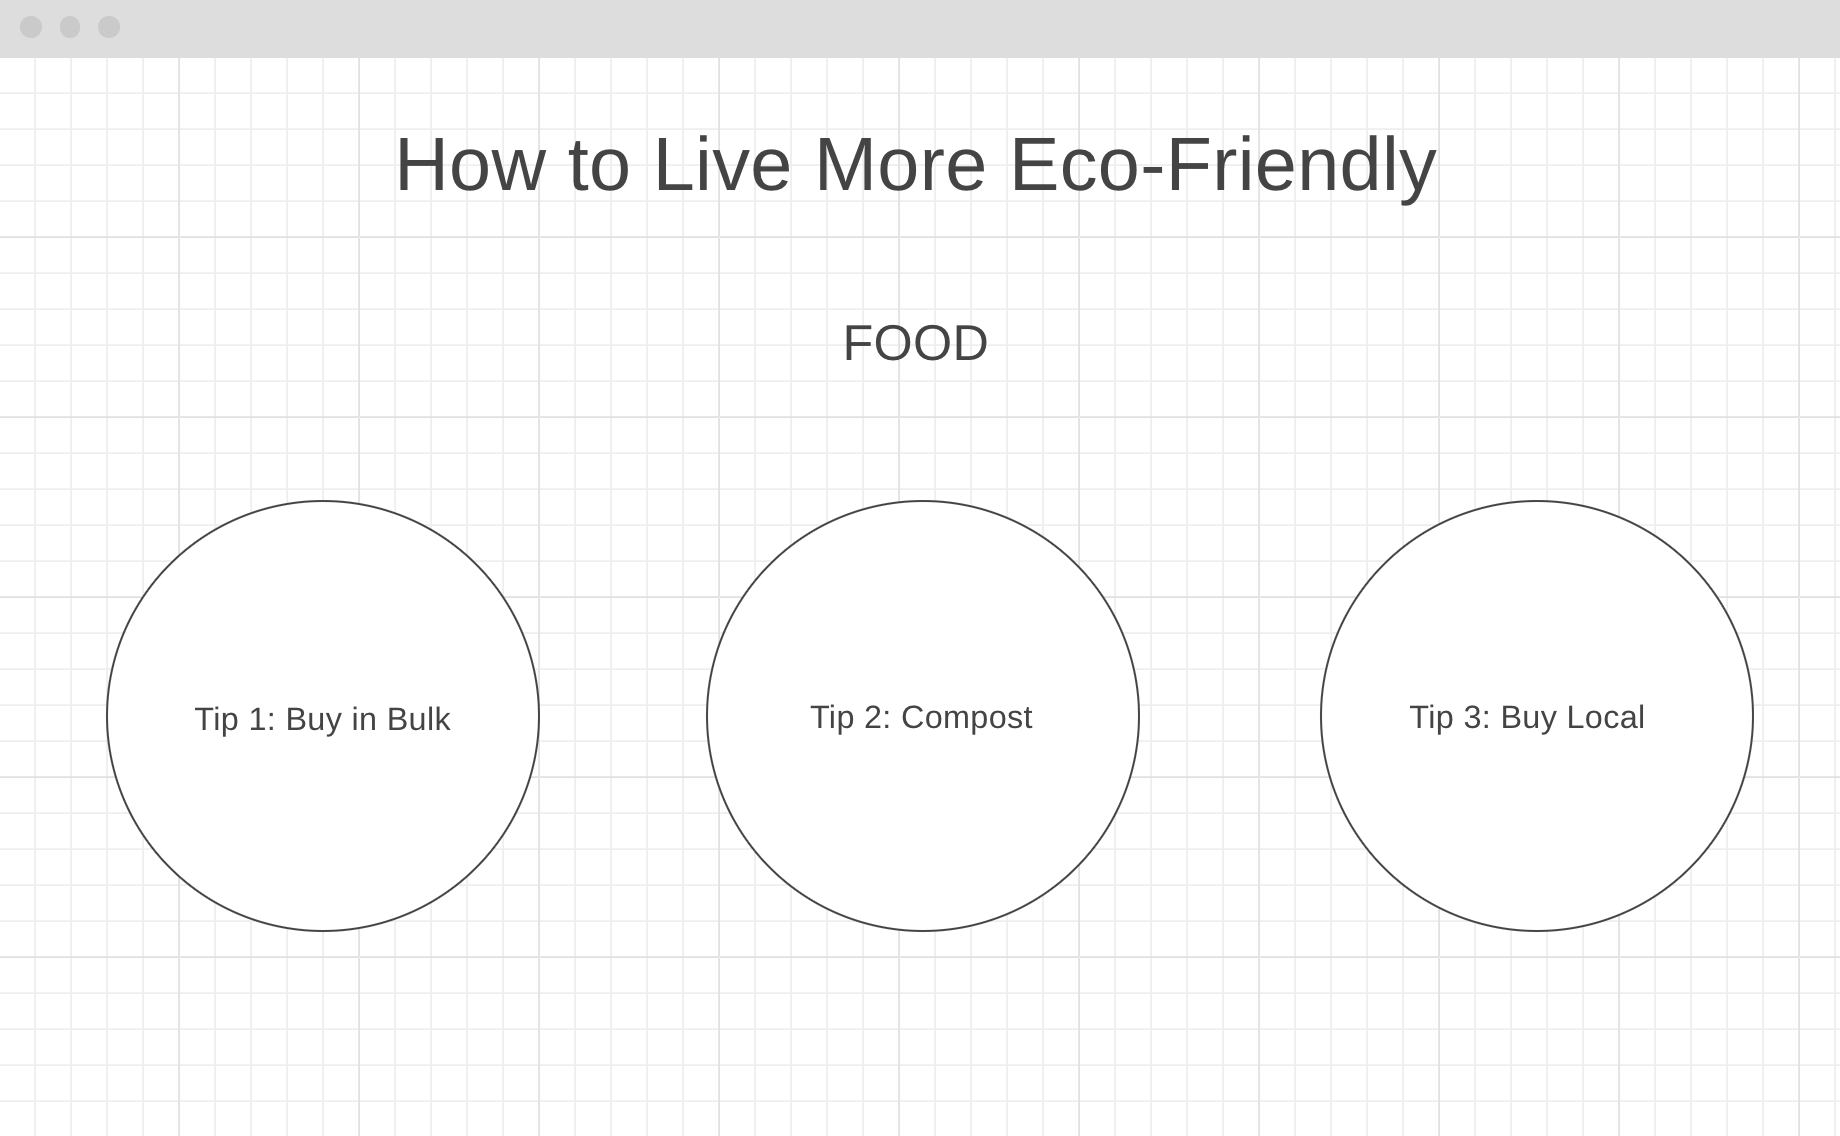 How to Live More Eco-Friendly
FOOD
Tip 1: Buy in Bulk
Tip 2: Compost
Tip 3: Buy Local